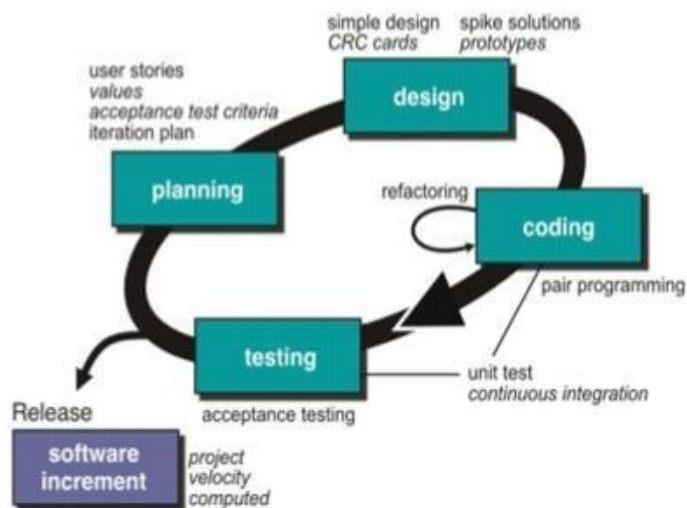 simple design
CRC cards
spike solutions
prototypes
user stories
values
acceptance test criteria
iteration plan
design
planning
refactoring
coding
pair programming
testing
unit test
continuous integration
acceptance testing
Release
software
increment
project
velocity
computed